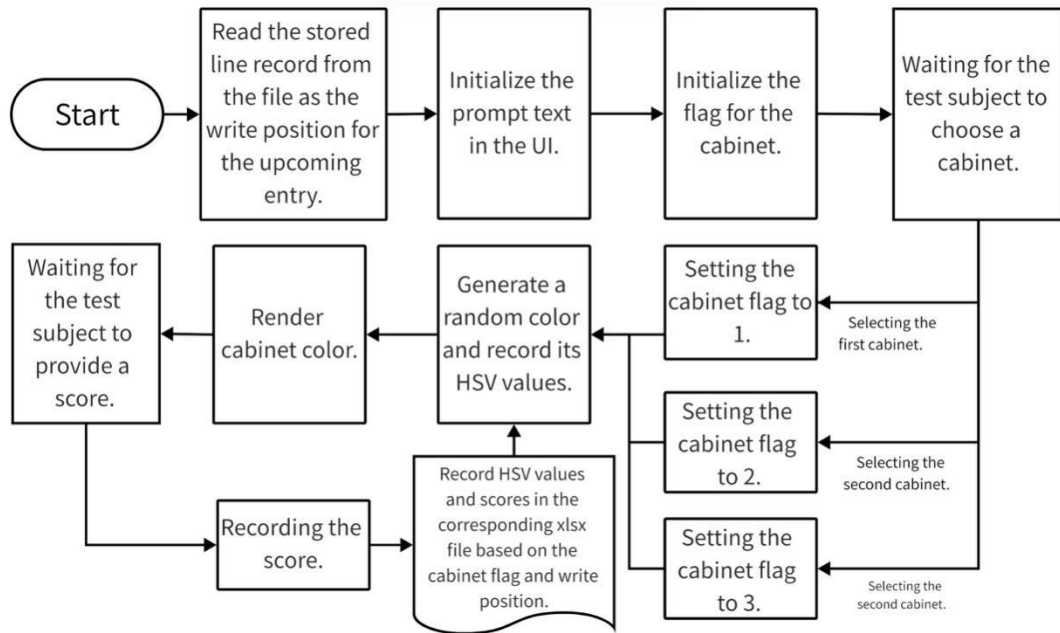 Start
Read the stored
line record from
the file as the
write position for
the upcoming
entry.
Initialize the
prompt text
in the UI.
Initialize the
flag for the
cabinet.
Waiting for the
test subject to
choose a
cabinet.
Waiting for
the test
subject to
provide a
score.
Render
cabinet color.
Generate a
random color
and record its
HSV values.
Setting the
cabinet flag to
1.
Selecting the
first cabinet.
Setting the
cabinet flag
to 2.
Selecting the
second cabinet.
Recording the
score.
Record HSV values
and scores in the
corresponding xlsx
file based on the
cabinet flag and write
position.
Setting the
cabinet flag
to 3.
Selecting the
second cabinet.